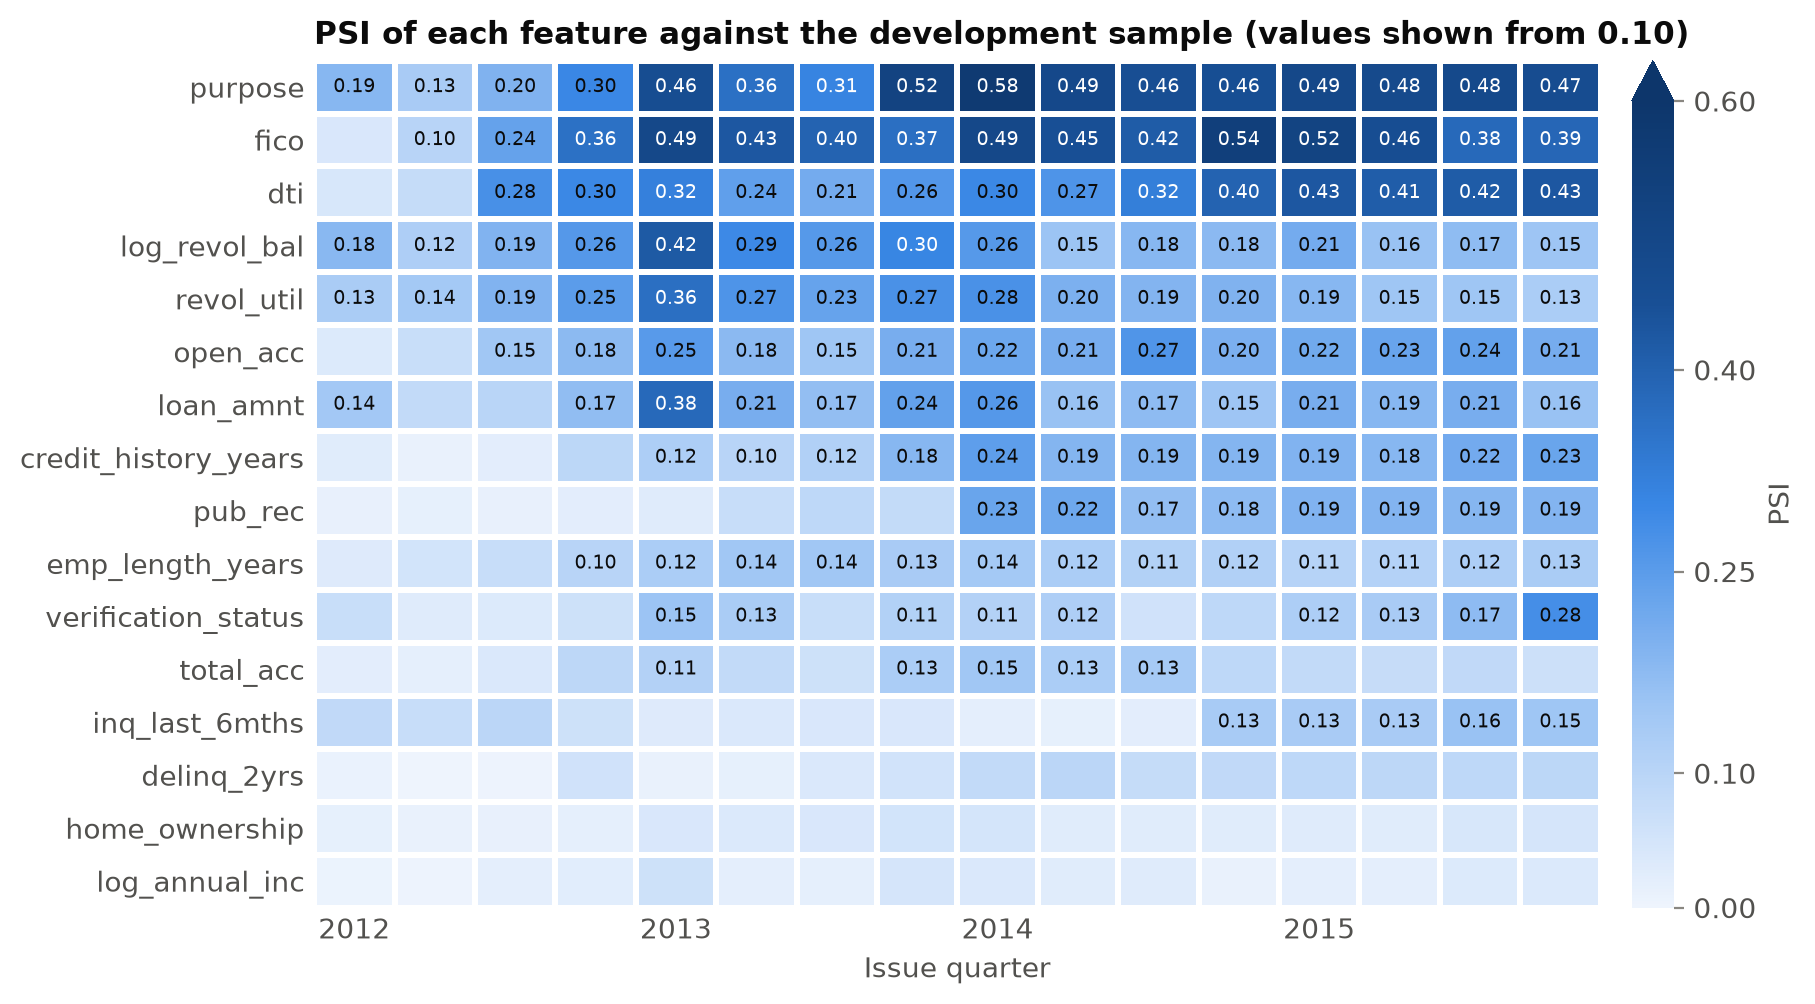 PSI of each feature against the development sample (values shown from 0.10)
purpose 0.19 0.13 0.20 0.30 0.46 0.36 0.31 0.52 0.58 0.49 0.46 0.46 0.49 0.48 0.48 0.47
fico 0.10 0.24 0.36 0.49 0.43 0.40 0.37 0.49 0.45 0.42 0.54 0.52 0.46 0.38 0.39
dti 0.28 0.30 0.32 0.24 0.21 0.26 0.30 0.27 0.32 0.40 0.43 0.41 0.42 0.43
log_revol_bal 0.18 0.12 0.19 0.26 0.42 0.29 0.26 0.30 0.26 0.15 0.18 0.18 0.21 0.16 0.17 0.15
revol_util 0.13 0.14 0.19 0.25 0.36 0.27 0.23 0.27 0.28 0.20 0.19 0.20 0.19 0.15 0.15 0.13
open_acc 0.15 0.18 0.25 0.18 0.15 0.21 0.22 0.21 0.27 0.20 0.22 0.23 0.24 0.21
loan_amnt 0.14 0.17 0.38 0.21 0.17 0.24 0.26 0.16 0.17 0.15 0.21 0.19 0.21 0.16
credit_history_years 0.12 0.10 0.12 0.18 0.24 0.19 0.19 0.19 0.19 0.18 0.22 0.23
pub_rec 0.23 0.22 0.17 0.18 0.19 0.19 0.19 0.19
emp_length_years 0.10 0.12 0.14 0.14 0.13 0.14 0.12 0.11 0.12 0.11 0.11 0.12 0.13
verification_status 0.15 0.13 0.11 0.11 0.12 0.12 0.13 0.17 0.28
total_acc 0.11 0.13 0.15 0.13 0.13
inq_last_6mths 0.13 0.13 0.13 0.16 0.15
delinq_2yrs
home_ownership
log_annual_inc
2012 2013 2014 2015
Issue quarter
0.60
0.40
0.25
0.10
0.00
PSI